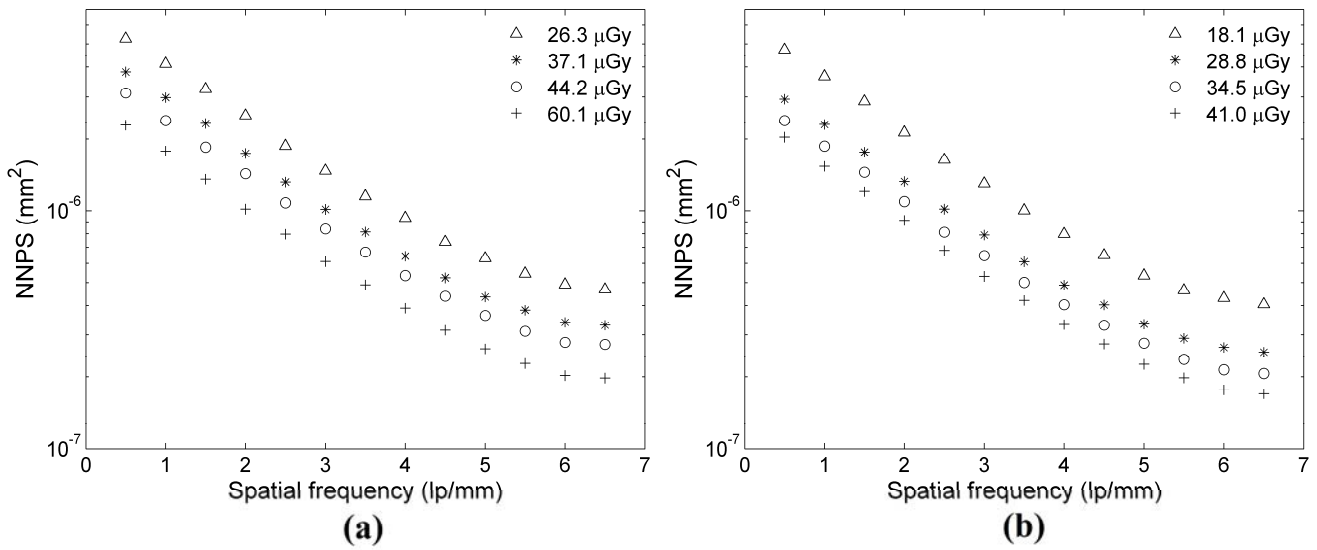 26.3 μGy
37.1 μGy
44.2 μGy
60.1 μGy
NNPS (mm²)
10⁻⁶
10⁻⁷
0 1 2 3 4 5 6 7
Spatial frequency (lp/mm)
(a)
18.1 μGy
28.8 μGy
34.5 μGy
41.0 μGy
NNPS (mm²)
10⁻⁶
10⁻⁷
0 1 2 3 4 5 6 7
Spatial frequency (lp/mm)
(b)